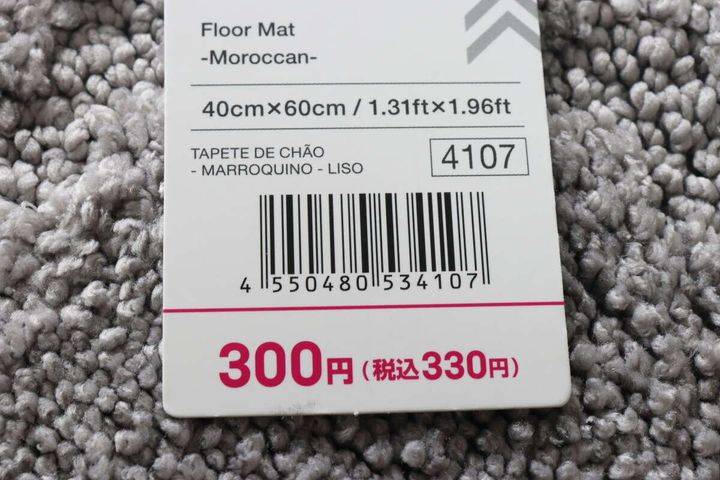 Floor Mat
-Moroccan-
40cm×60cm / 1.31ft×1.96ft
TAPETE DE CHÃO
- MARROQUINO - LISO
4107
4 550480 534107
300円(税込330円)